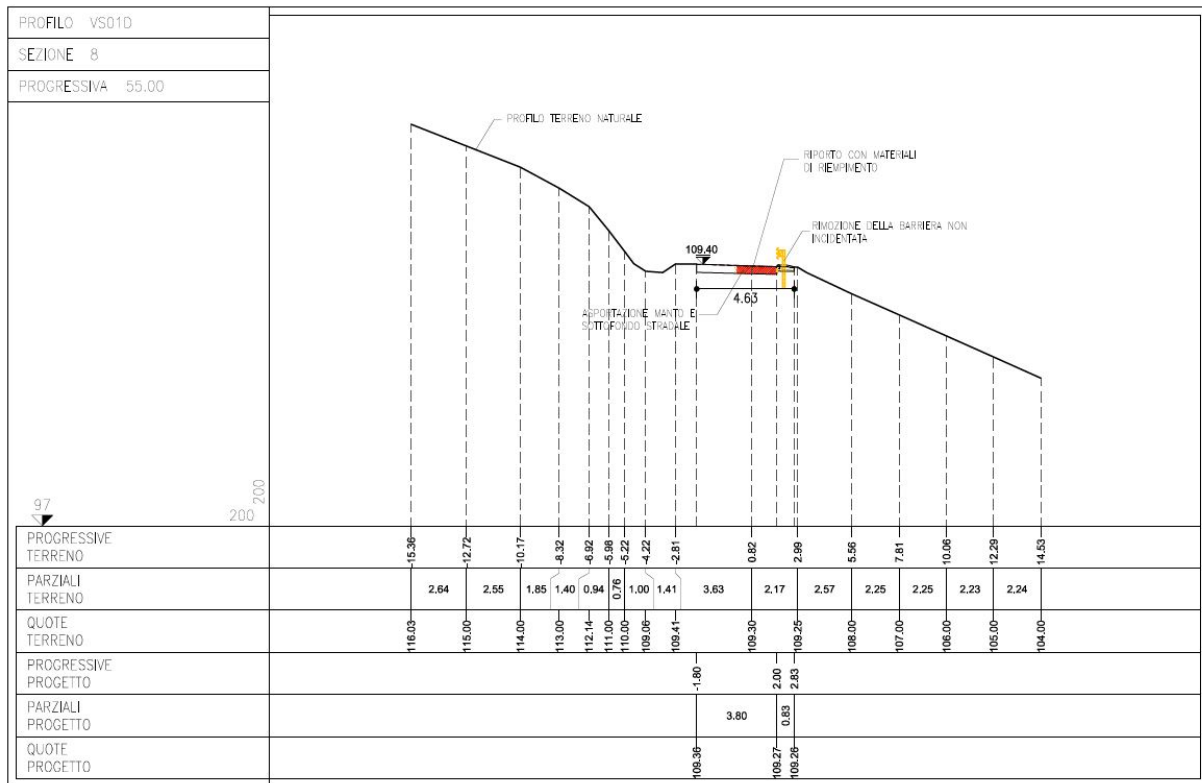 PROFILO VS01D
SEZIONE 8
PROGRESSIVA 55.00
PROFILO TERRENO NATURALE
RIPORTO CON MATERIALI
DI RIEMPIMENTO
RIMOZIONE DELLA BARRIERA NON
INCIDENTATA
109.40
4.63
ASPORTAZIONE MANTO E
SOTTOFONDO STRADALE
97
200
200
PROGRESSIVE
TERRENO
-15.36 -12.72 -10.17 -8.32 -6.92 -5.98 -5.22 -4.22 -2.81 0.82 2.99 5.56 7.81 10.06 12.29 14.53
PARZIALI
TERRENO
2,64 2,55 1,85 1,40 0,94 0,76 1,00 1,41 3,63 2,17 2,57 2,25 2,25 2,23 2,24
QUOTE
TERRENO
116.03 115.00 114.00 113.00 112.14 111.00 110.00 109.06 109.41 109.30 109.25 108.00 107.00 106.00 105.00 104.00
PROGRESSIVE
PROGETTO
-1.80 2.00 2.83
PARZIALI
PROGETTO
3.80 0.83
QUOTE
PROGETTO
109.36 109.27 109.26